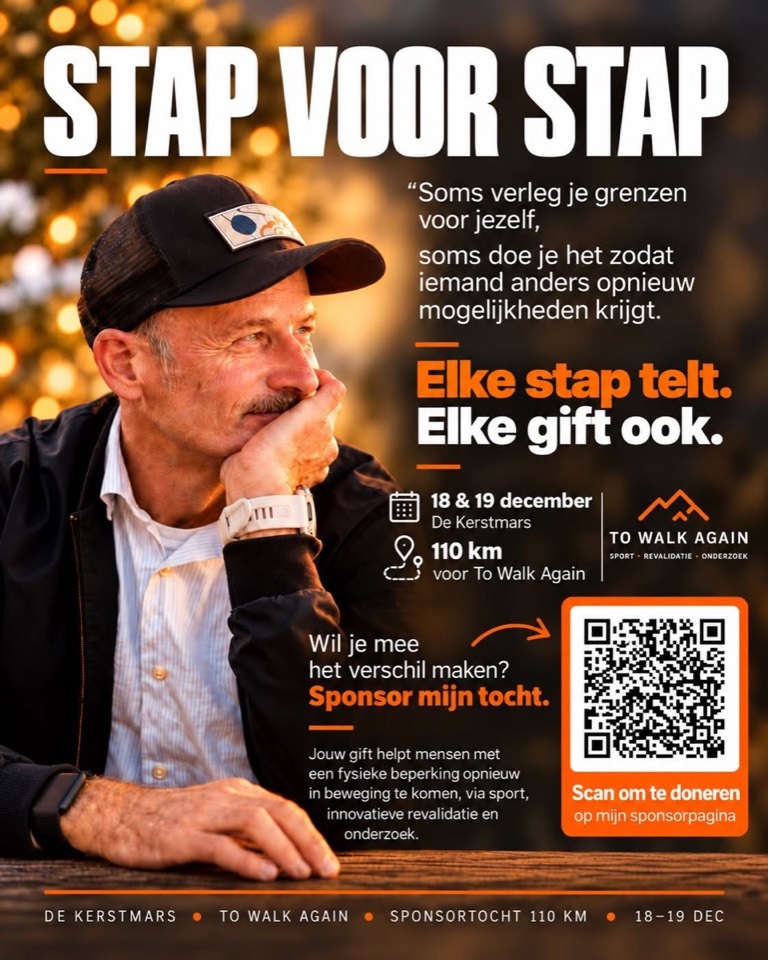 STAP VOOR STAP
“Soms verleg je grenzen
voor jezelf,
soms doe je het zodat
iemand anders opnieuw
mogelijkheden krijgt.
Elke stap telt.
Elke gift ook.
18 & 19 december
De Kerstmars
110 km
voor To Walk Again
TO WALK AGAIN
SPORT • REVALIDATIE • ONDERZOEK
Wil je mee
het verschil maken?
Sponsor mijn tocht.
Jouw gift helpt mensen met
een fysieke beperking opnieuw
in beweging te komen, via sport,
innovatieve revalidatie en
onderzoek.
Scan om te doneren
op mijn sponsorpagina
DE KERSTMARS • TO WALK AGAIN • SPONSORTOCHT 110 KM • 18–19 DEC